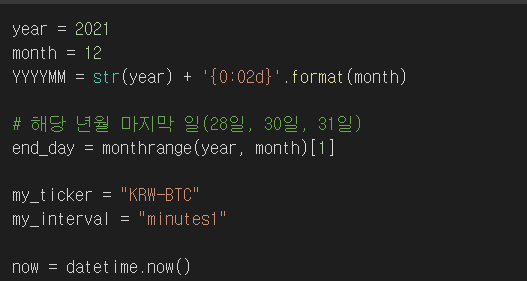 year = 2021
month = 12
YYYYMM = str(year) + '{0:02d}'.format(month)
# 해당 년월 마지막 일(28일, 30일, 31일)
end_day = monthrange(year, month)[1]
my_ticker = "KRW-BTC"
my_interval = "minutes1"
now = datetime.now()